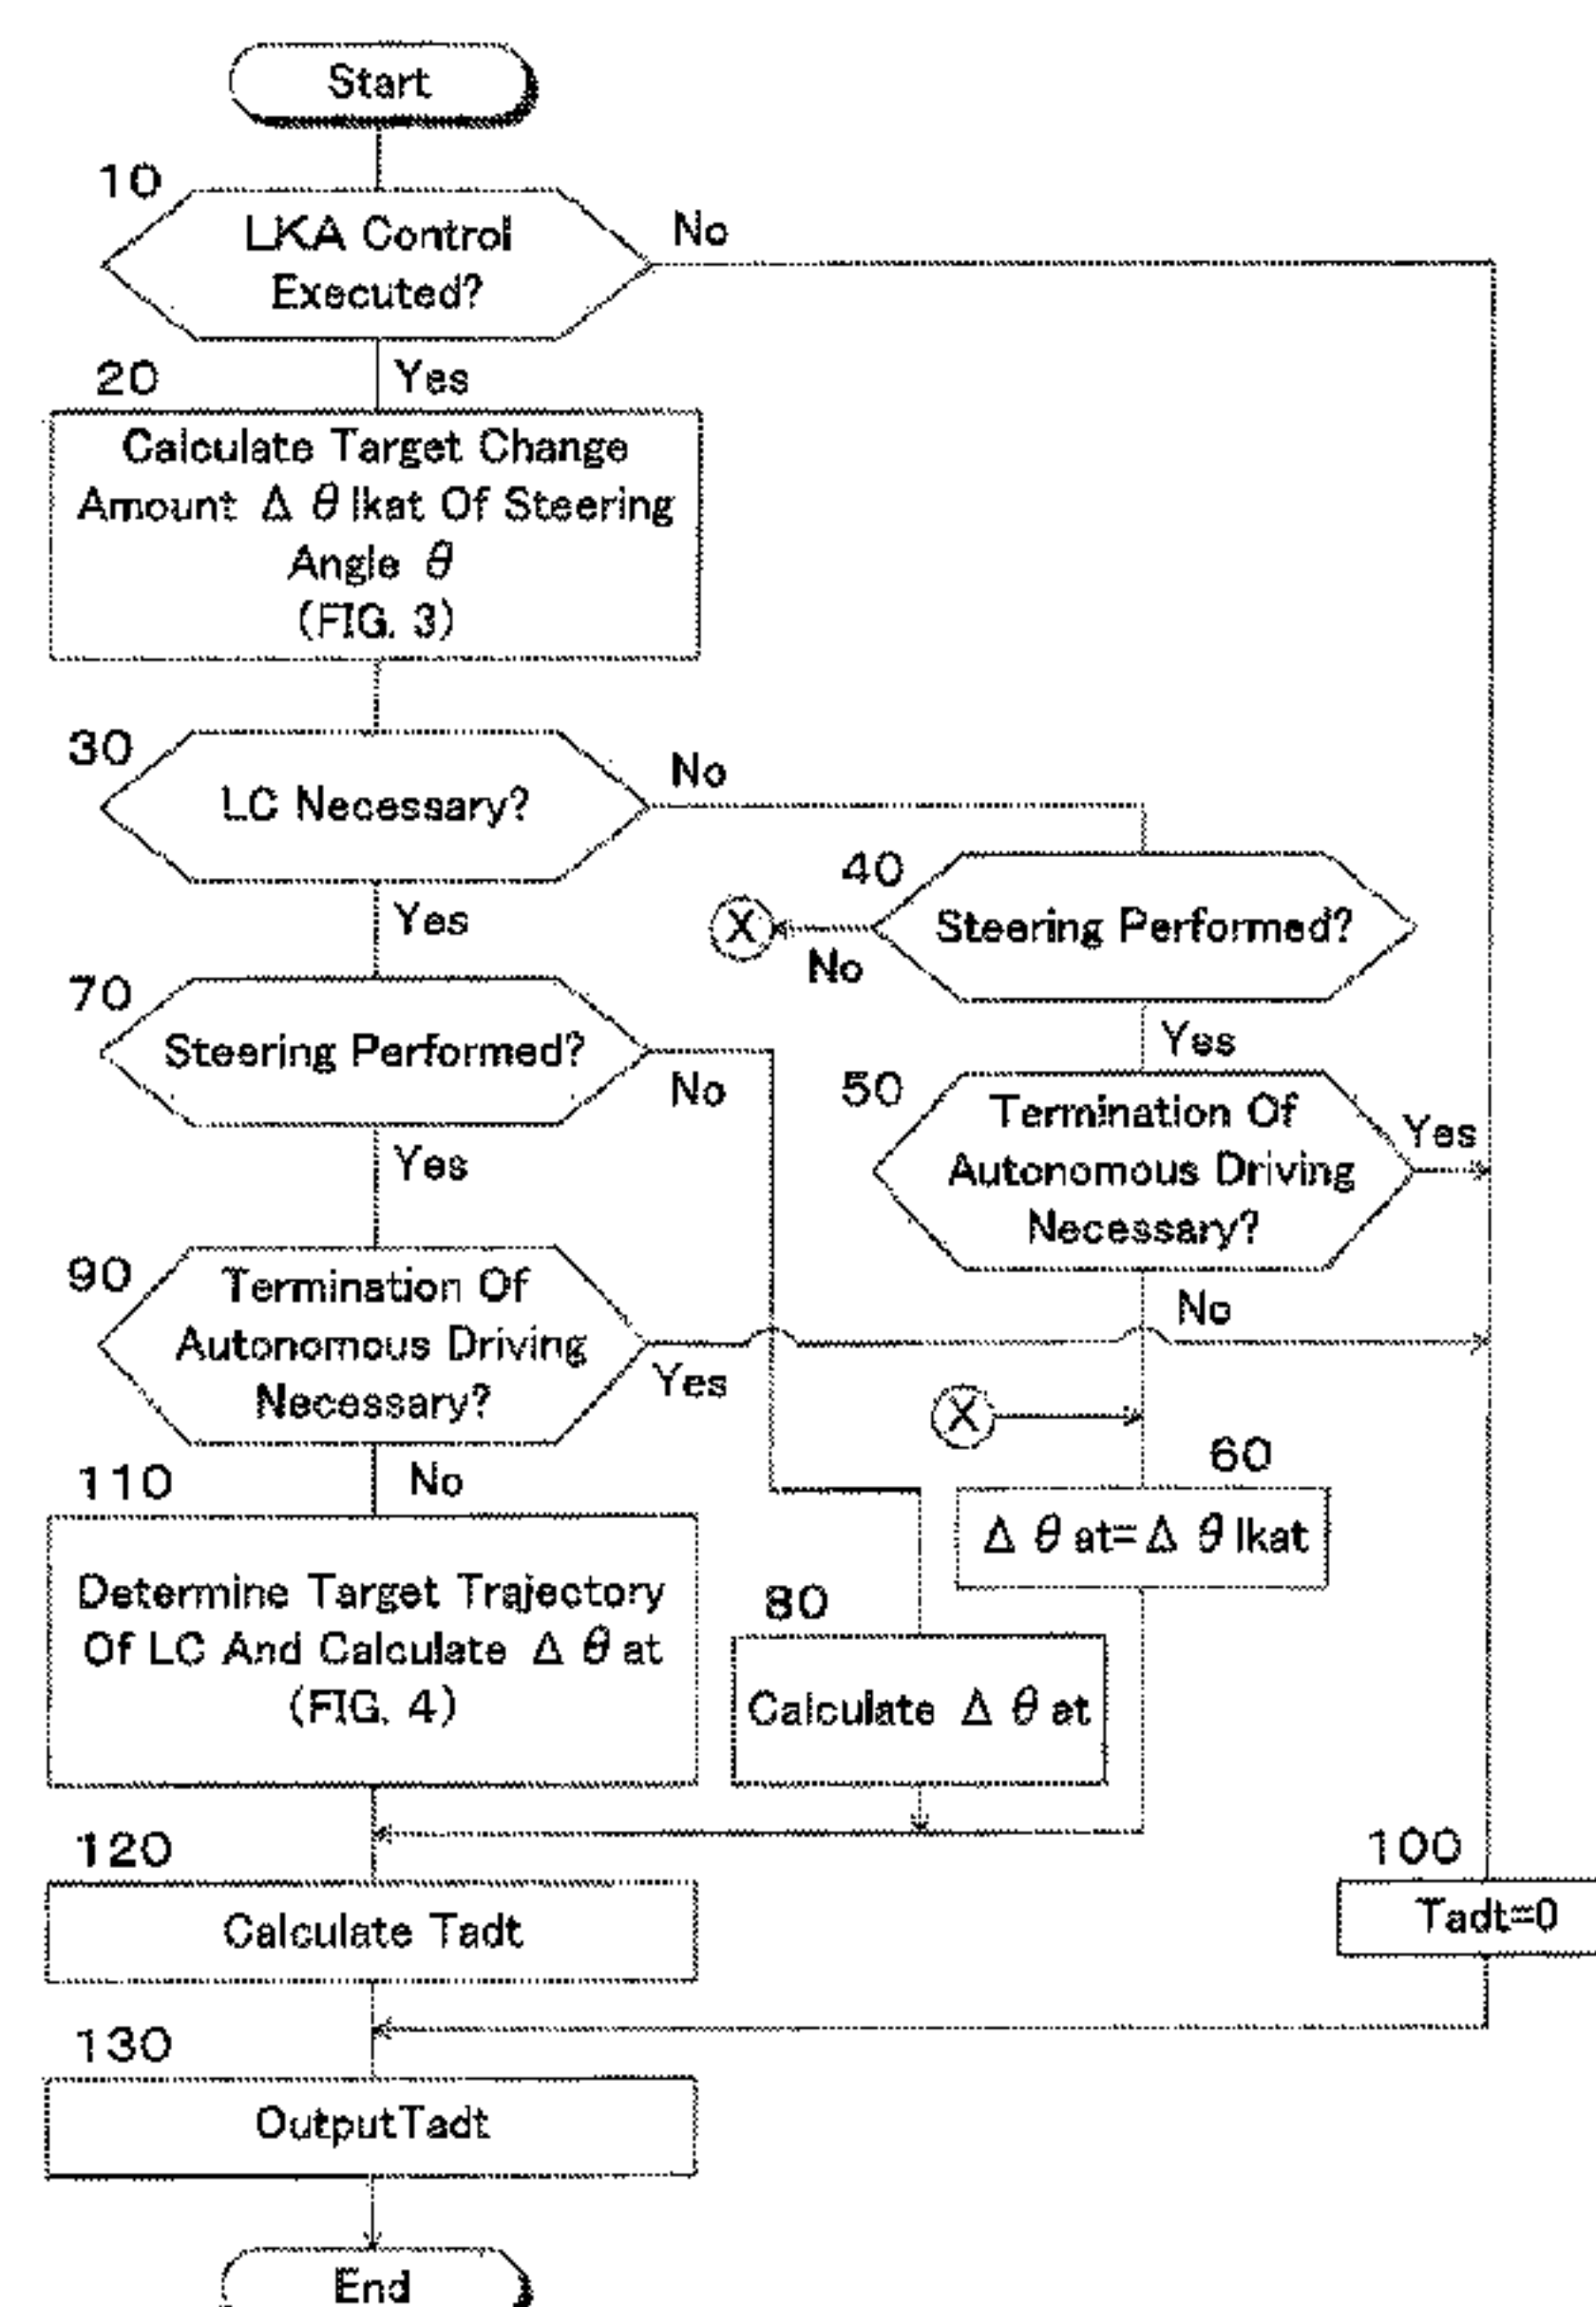 Start
10
LKA Control
Executed?
No
Yes
20
Calculate Target Change
Amount Δ θ lkat Of Steering
Angle θ
(FIG. 3)
30
LC Necessary?
No
Yes
40
Steering Performed?
X
No
Yes
70
Steering Performed?
No
Yes
50
Termination Of
Autonomous Driving
Necessary?
Yes
No
90
Termination Of
Autonomous Driving
Necessary?
Yes
No
X
60
Δ θ at=Δ θ lkat
110
Determine Target Trajectory
Of LC And Calculate Δ θ at
(FIG. 4)
80
Calculate Δ θ at
120
Calculate Tadt
100
Tadt=0
130
OutputTadt
End